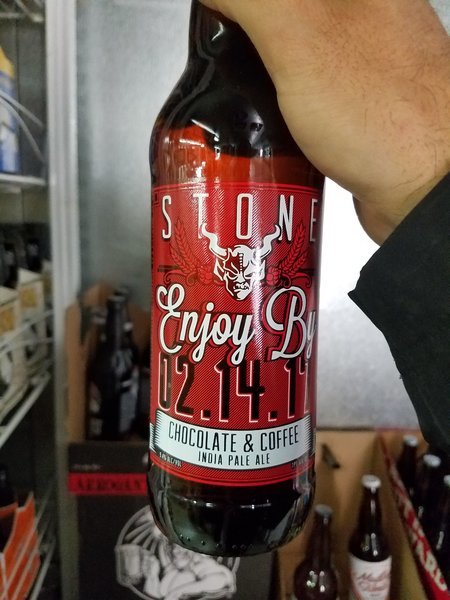 STONE
Enjoy By
02.14.17
CHOCOLATE & COFFEE
INDIA PALE ALE